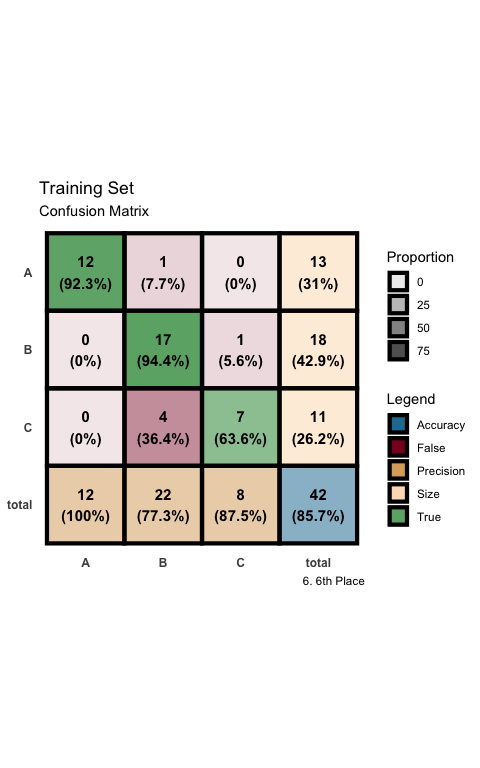 Training Set
Confusion Matrix
A
12
(92.3%)
1
(7.7%)
0
(0%)
13
(31%)
B
0
(0%)
17
(94.4%)
1
(5.6%)
18
(42.9%)
C
0
(0%)
4
(36.4%)
7
(63.6%)
11
(26.2%)
total
12
(100%)
22
(77.3%)
8
(87.5%)
42
(85.7%)
A B C total
6. 6th Place
Proportion
0
25
50
75
Legend
Accuracy
False
Precision
Size
True